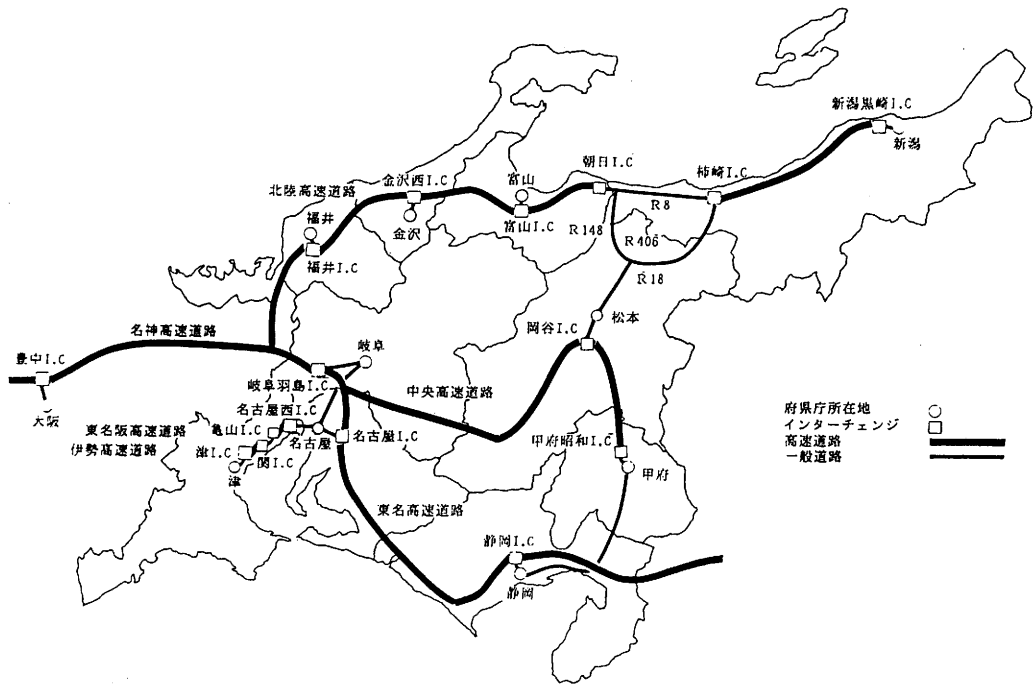 新潟黒崎I.C
新潟
朝日I.C
柿崎I.C
金沢西I.C
富山
北陸高速道路
R8
福井
金沢
富山I.C
R148
R406
福井I.C
R18
松本
名神高速道路
岡谷I.C
岐阜
豊中I.C
岐阜羽島I.C
中央高速道路
名古屋西I.C
大阪
東名阪高速道路
亀山I.C
名古屋
名古屋I.C
伊勢高速道路
津I.C
関I.C
甲府昭和I.C
津
甲府
府県庁所在地
インターチェンジ
高速道路
一般道路
東名高速道路
静岡I.C
静岡